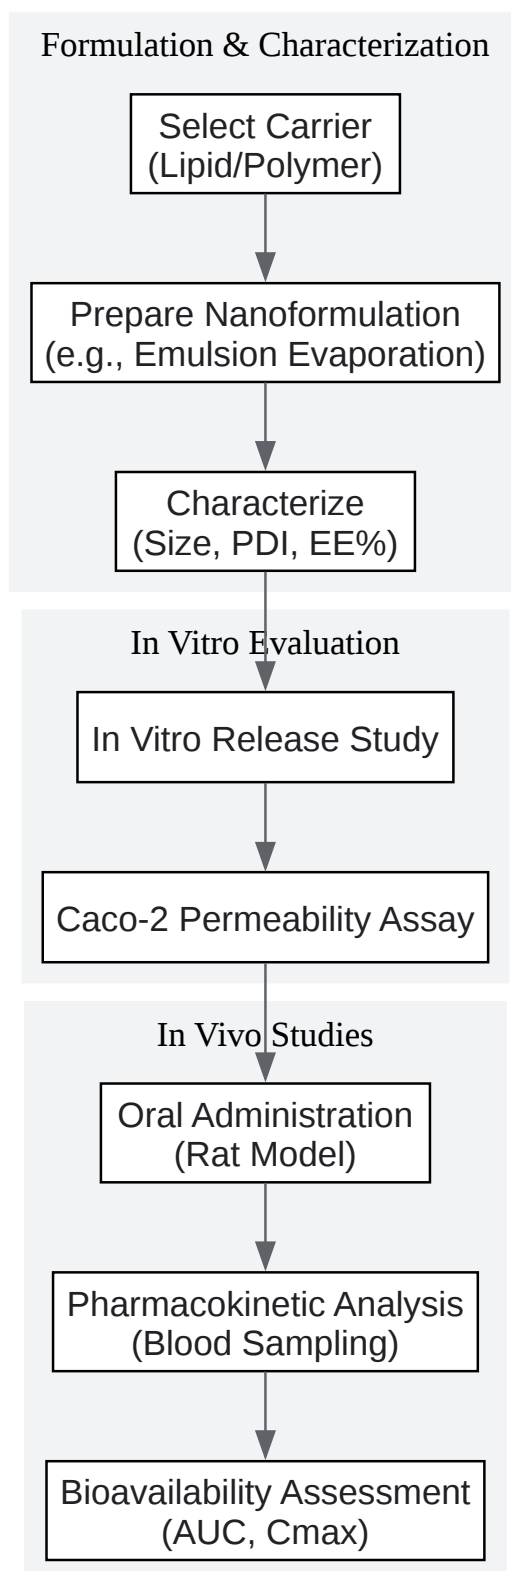 Formulation & Characterization
Select Carrier
(Lipid/Polymer)
Prepare Nanoformulation
(e.g., Emulsion Evaporation)
Characterize
(Size, PDI, EE%)
In Vitro Evaluation
In Vitro Release Study
Caco-2 Permeability Assay
In Vivo Studies
Oral Administration
(Rat Model)
Pharmacokinetic Analysis
(Blood Sampling)
Bioavailability Assessment
(AUC, Cmax)